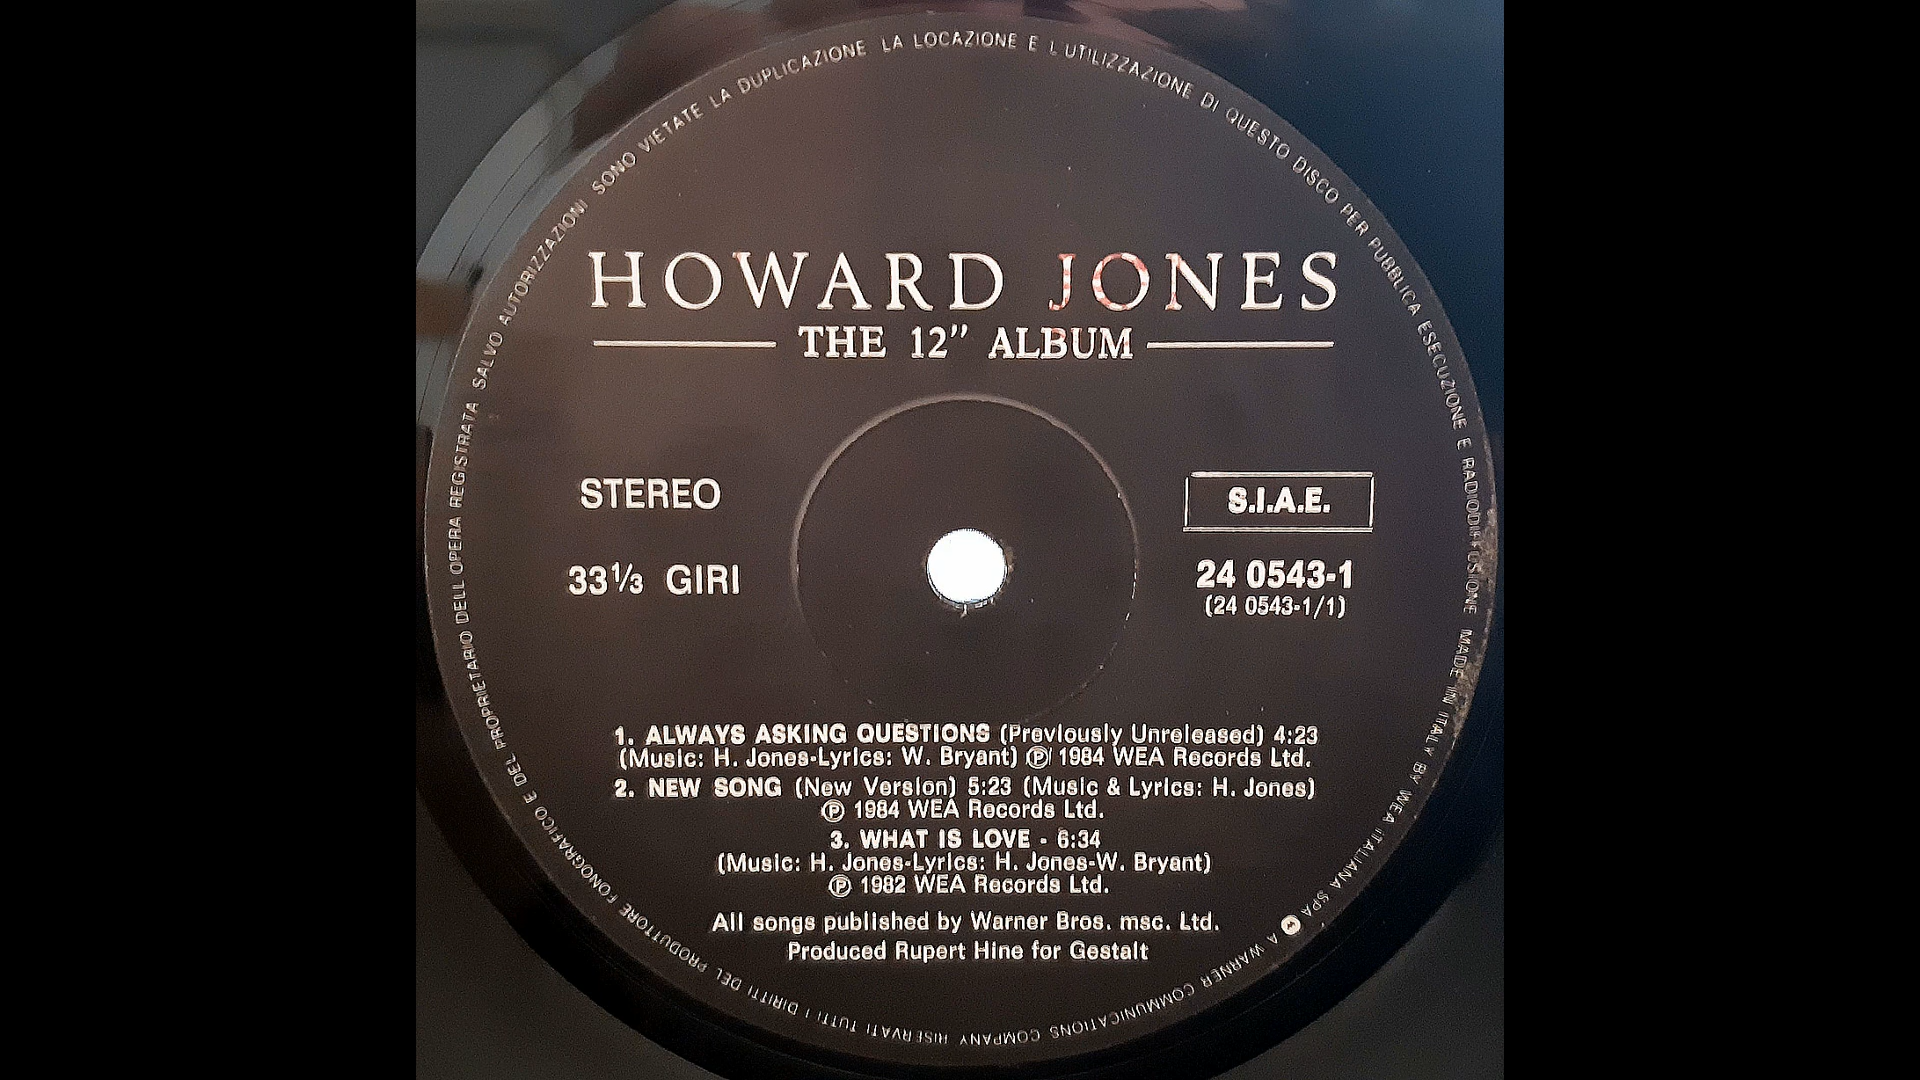 HOWARD JONES
THE 12" ALBUM
STEREO
33⅓ GIRI
S.I.A.E.
24 0543-1
(24 0543-1/1)
1. ALWAYS ASKING QUESTIONS (Previously Unreleased) 4:23
(Music: H. Jones-Lyrics: W. Bryant) Ⓟ 1984 WEA Records Ltd.
2. NEW SONG (New Version) 5:23 (Music & Lyrics: H. Jones)
Ⓟ 1984 WEA Records Ltd.
3. WHAT IS LOVE - 6:34
(Music: H. Jones-Lyrics: H. Jones-W. Bryant)
Ⓟ 1982 WEA Records Ltd.
All songs published by Warner Bros. msc. Ltd.
Produced Rupert Hine for Gestalt
MADE IN ITALY BY WEA ITALIANA SPA A WARNER COMMUNICATIONS COMPANY RISERVATI TUTTI I DIRITTI DEL PRODUTTORE FONOGRAFICO E DEL PROPRIETARIO DELL OPERA REGISTRATA SALVO AUTORIZZAZIONI SONO VIETATE LA DUPLICAZIONE LA LOCAZIONE E L UTILIZZAZIONE DI QUESTO DISCO PER PUBBLICA ESECUZIONE E RADIODIFFUSIONE